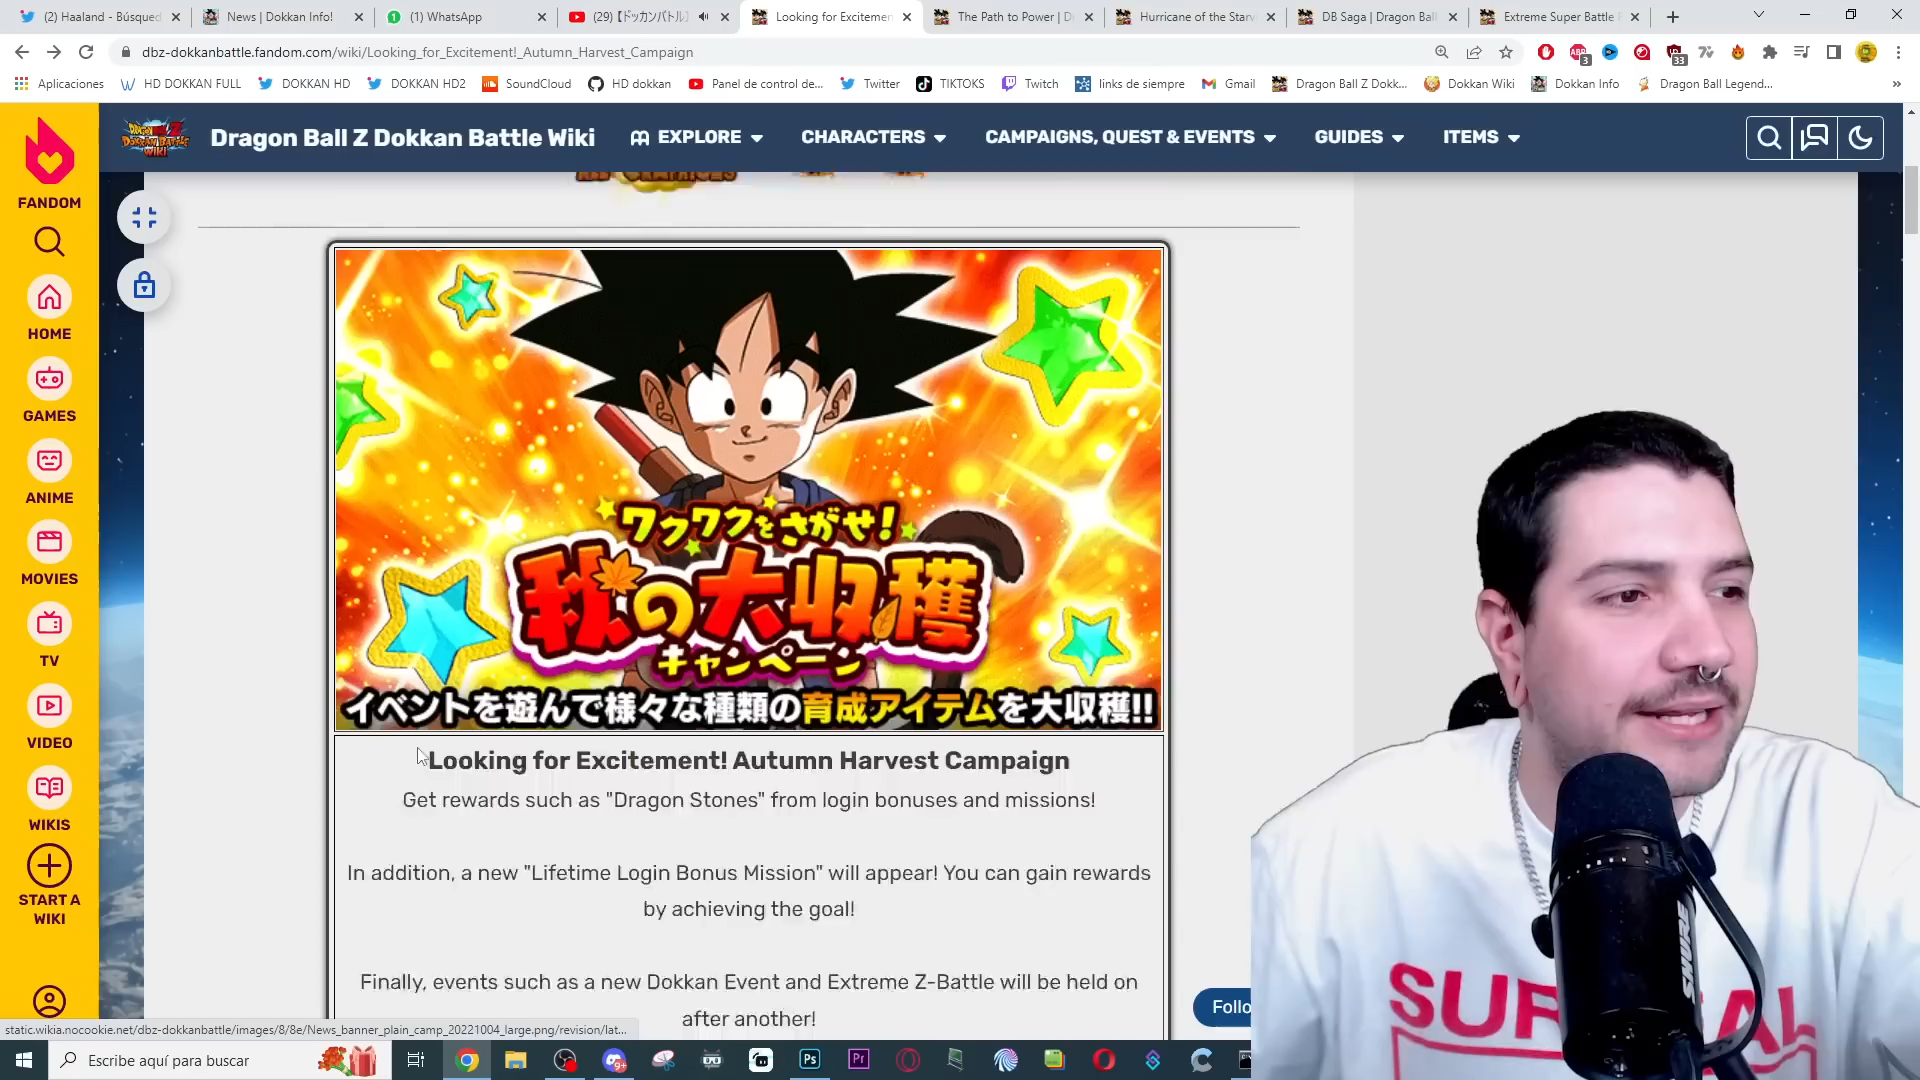 (2) Haaland - Búsqued
News | Dokkan Info!
(1) WhatsApp
(29) 【ドッカンバトル】
Looking for Excitemen
The Path to Power | D
Hurricane of the Starv
DB Saga | Dragon Ball
Extreme Super Battle
dbz-dokkanbattle.fandom.com/wiki/Looking_for_Excitement!_Autumn_Harvest_Campaign
3
33
Aplicaciones
HD DOKKAN FULL
DOKKAN HD
DOKKAN HD2
SoundCloud
HD dokkan
Panel de control de...
Twitter
TIKTOKS
Twitch
links de siempre
Gmail
Dragon Ball Z Dokk...
Dokkan Wiki
Dokkan Info
Dragon Ball Legend...
»
Dragon Ball Z Dokkan Battle Wiki
EXPLORE
CHARACTERS
CAMPAIGNS, QUEST & EVENTS
GUIDES
ITEMS
FANDOM
HOME
GAMES
ANIME
MOVIES
TV
VIDEO
WIKIS
START A
WIKI
ワクワクをさがせ!
秋の大収穫
キャンペーン
イベントを遊んで様々な種類の育成アイテムを大収穫!!
Looking for Excitement! Autumn Harvest Campaign
Get rewards such as "Dragon Stones" from login bonuses and missions!
In addition, a new "Lifetime Login Bonus Mission" will appear! You can gain rewards
by achieving the goal!
Finally, events such as a new Dokkan Event and Extreme Z-Battle will be held on
after another!
Follo
SHURE
static.wikia.nocookie.net/dbz-dokkanbattle/images/8/8e/News_banner_plain_camp_20221004_large.png/revision/lat...
Escribe aquí para buscar
9+
Ps
Pr